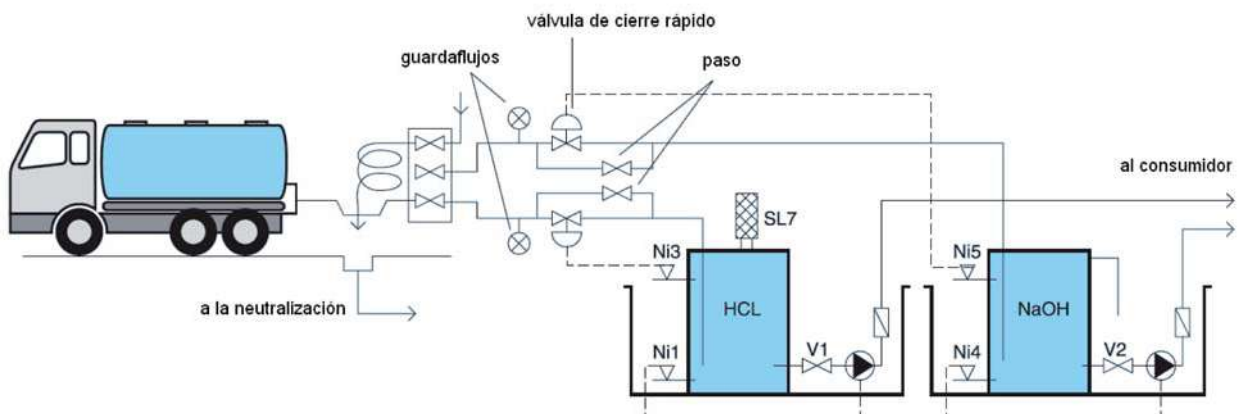 válvula de cierre rápido
guardaflujos
paso
al consumidor
SL7
Ni3
Ni5
a la neutralización
HCL
NaOH
Ni1
V1
Ni4
V2